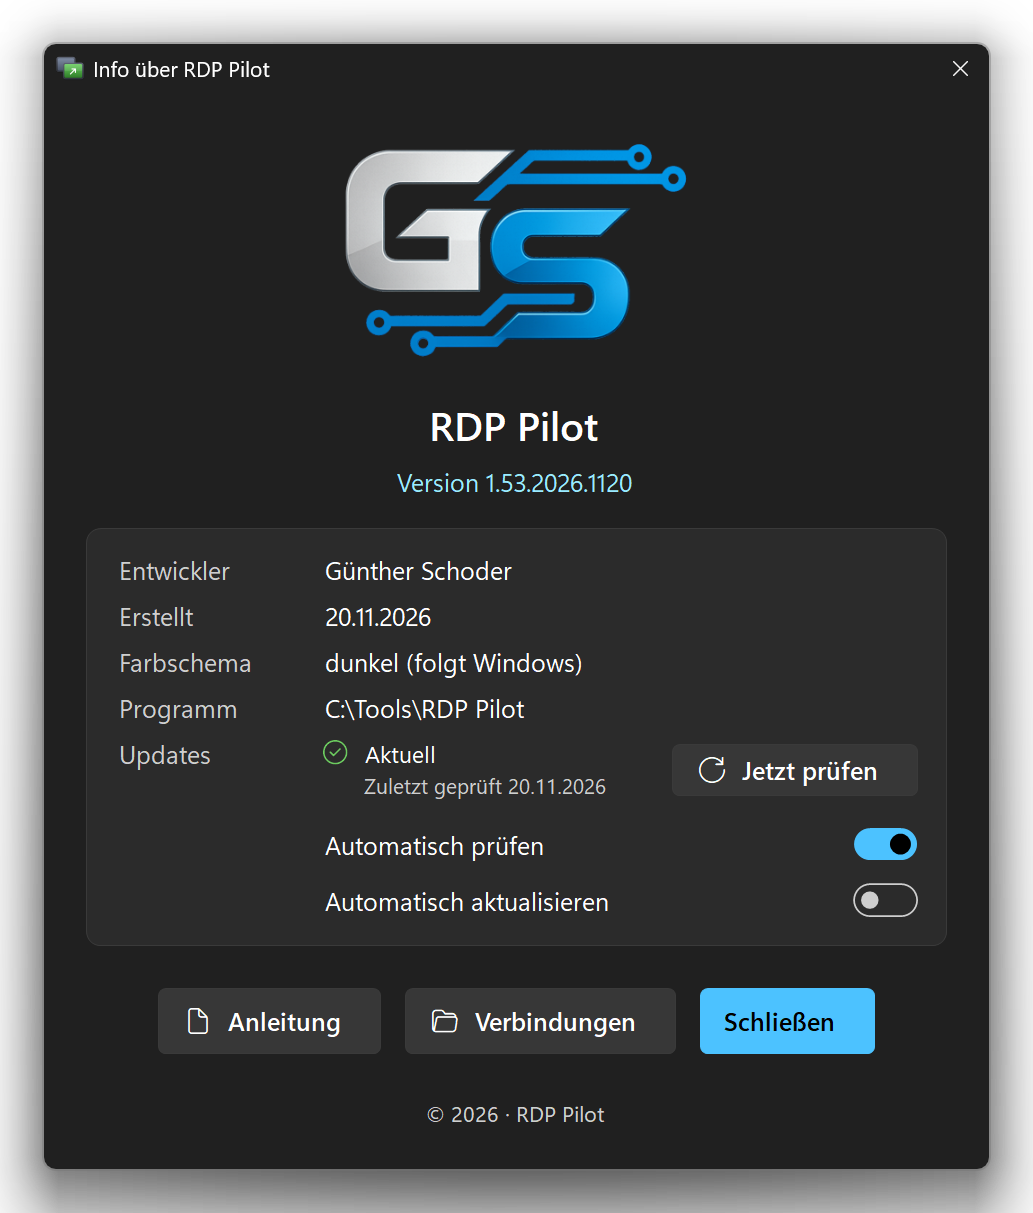 Info über RDP Pilot
GS
RDP Pilot
Version 1.53.2026.1120
Entwickler Günther Schoder
Erstellt 20.11.2026
Farbschema dunkel (folgt Windows)
Programm C:\Tools\RDP Pilot
Updates Aktuell Jetzt prüfen
Zuletzt geprüft 20.11.2026
Automatisch prüfen
Automatisch aktualisieren
Anleitung Verbindungen Schließen
© 2026 · RDP Pilot